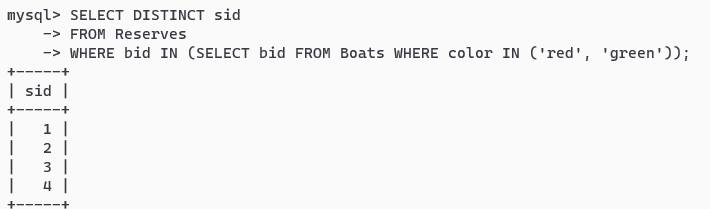 mysql> SELECT DISTINCT sid
    -> FROM Reserves
    -> WHERE bid IN (SELECT bid FROM Boats WHERE color IN ('red', 'green'));
+-----+
| sid |
+-----+
|   1 |
|   2 |
|   3 |
|   4 |
+-----+